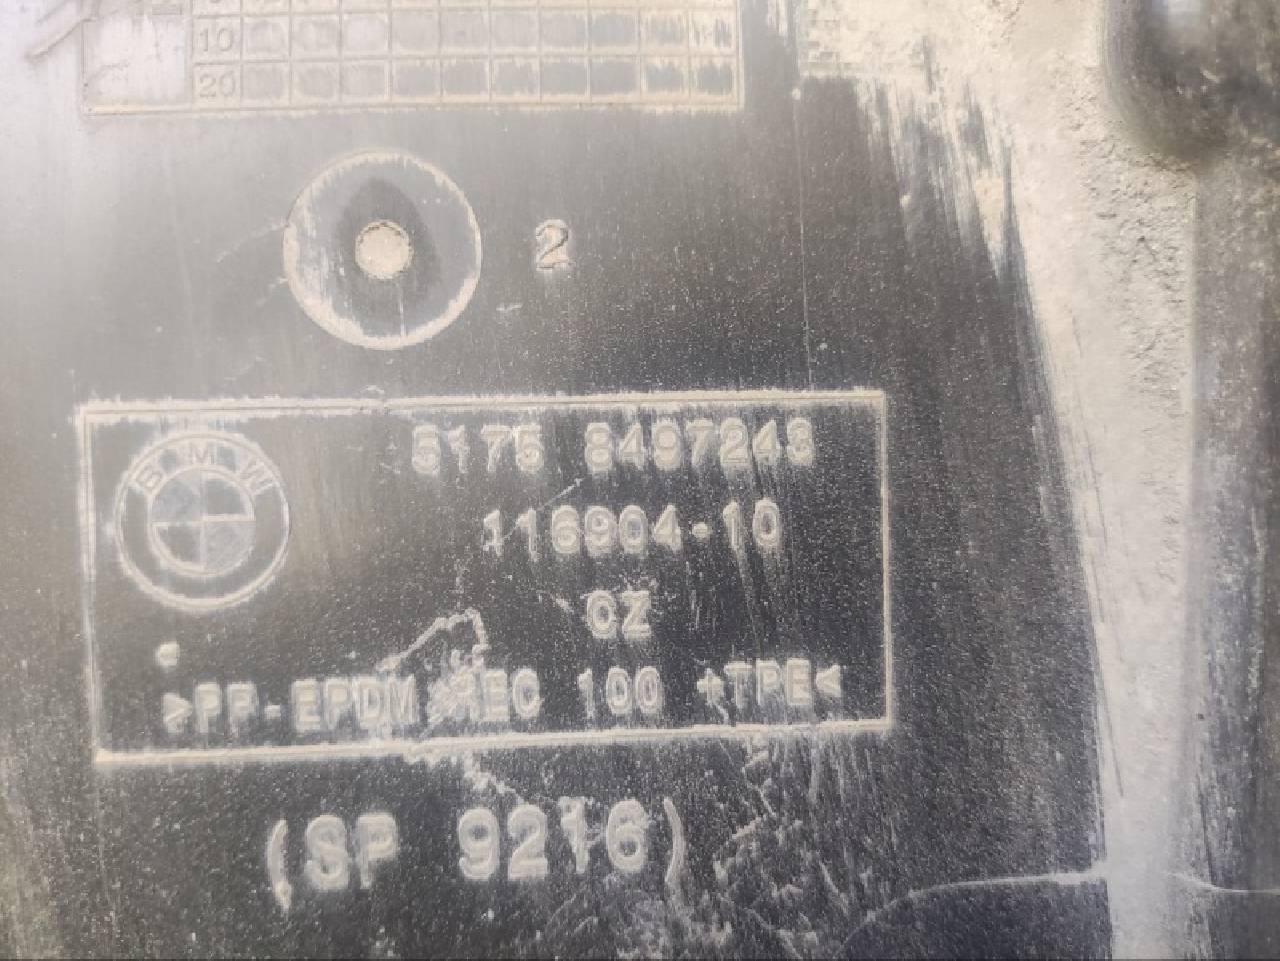 10
20
2
BMW
5175 8497243
116904-10
CZ
>PP-EPDM REC 100 +TPE<
(SP 9216)